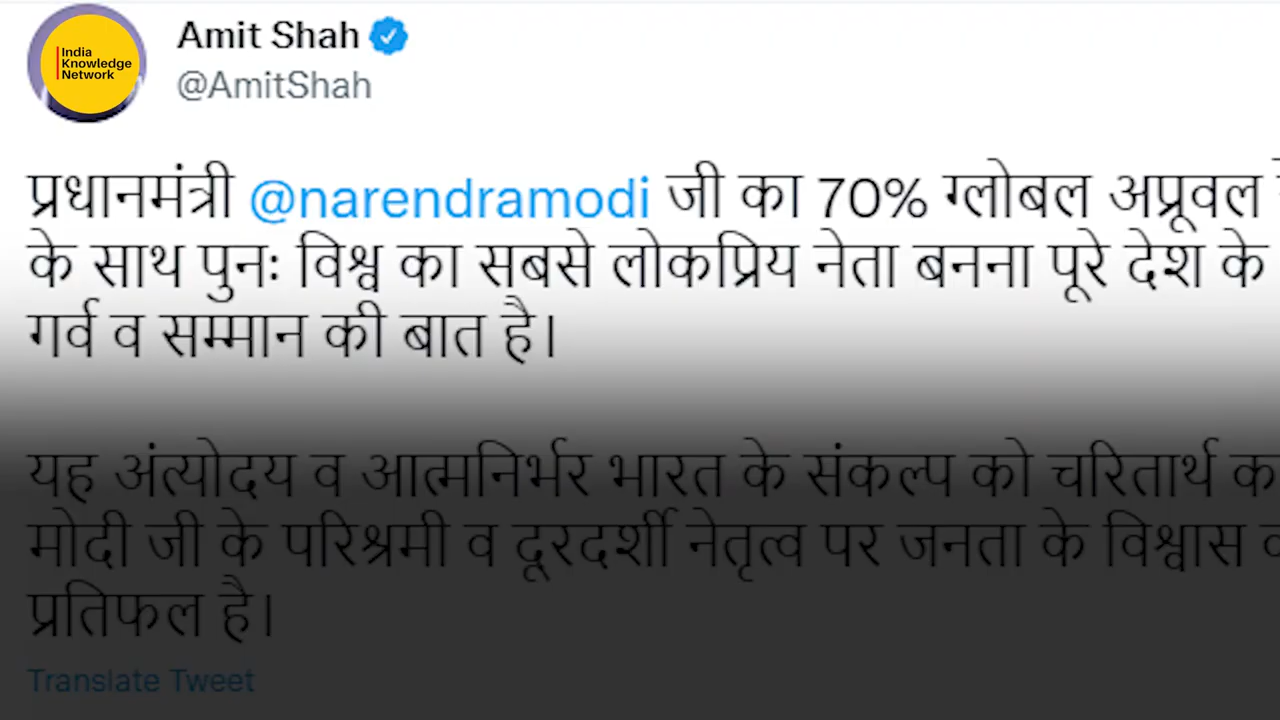 India
Knowledge
Network
Amit Shah
@AmitShah
प्रधानमंत्री @narendramodi जी का 70% ग्लोबल अप्रूवल
के साथ पुनः विश्व का सबसे लोकप्रिय नेता बनना पूरे देश के
गर्व व सम्मान की बात है।
यह अंत्योदय व आत्मनिर्भर भारत के संकल्प को चरितार्थ क
मोदी जी के परिश्रमी व दूरदर्शी नेतृत्व पर जनता के विश्वास
प्रतिफल है।
Translate Tweet